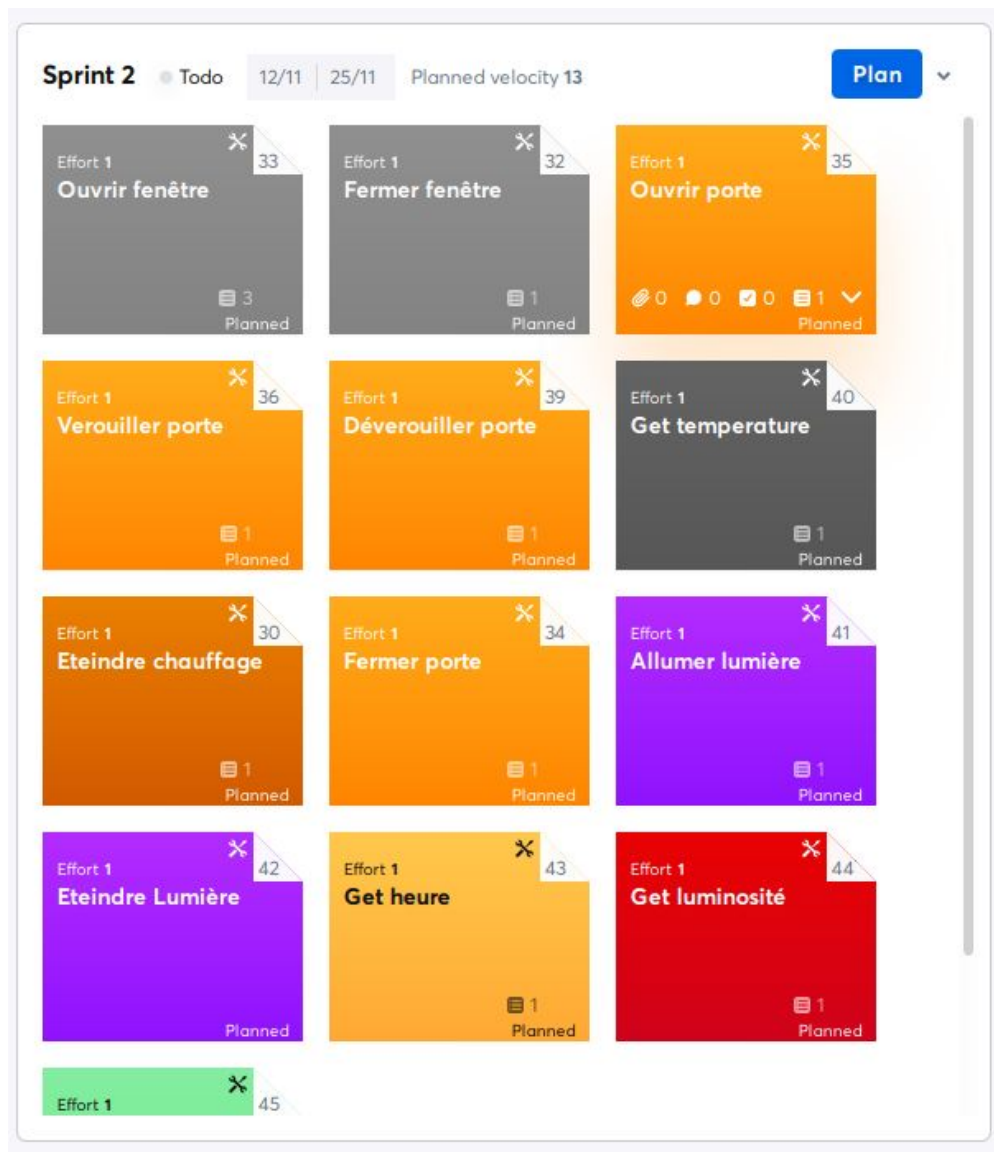 Sprint 2 Todo 12/11 25/11 Planned velocity 13 Plan
33 32 35
Effort 1 Effort 1 Effort 1
Ouvrir fenêtre Fermer fenêtre Ouvrir porte
3 1 0 0 0 1
Planned Planned Planned
36 39 40
Effort 1 Effort 1 Effort 1
Verouiller porte Déverouiller porte Get temperature
1 1 1
Planned Planned Planned
30 34 41
Effort 1 Effort 1 Effort 1
Eteindre chauffage Fermer porte Allumer lumière
1 1 1
Planned Planned Planned
42 43 44
Effort 1 Effort 1 Effort 1
Eteindre Lumière Get heure Get luminosité
1 1
Planned Planned Planned
Effort 1 45